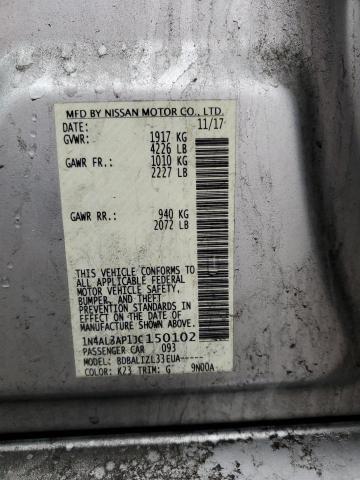 MFD BY NISSAN MOTOR CO., LTD.
DATE: 11/17
GVWR: 1917 KG
4226 LB
GAWR FR: 1010 KG
2227 LB
GAWR RR: 940 KG
2072 LB
THIS VEHICLE CONFORMS TO
ALL APPLICABLE FEDERAL
MOTOR VEHICLE SAFETY,
BUMPER, AND THEFT
PREVENTION STANDARDS IN
EFFECT ON THE DATE OF
MANUFACTURE SHOWN ABOVE.
1N4AL3AP1JC150102
PASSENGER CAR 093
MODEL: BDBALIZL33EUA-----
COLOR: K23 TRIM: G 9N00A